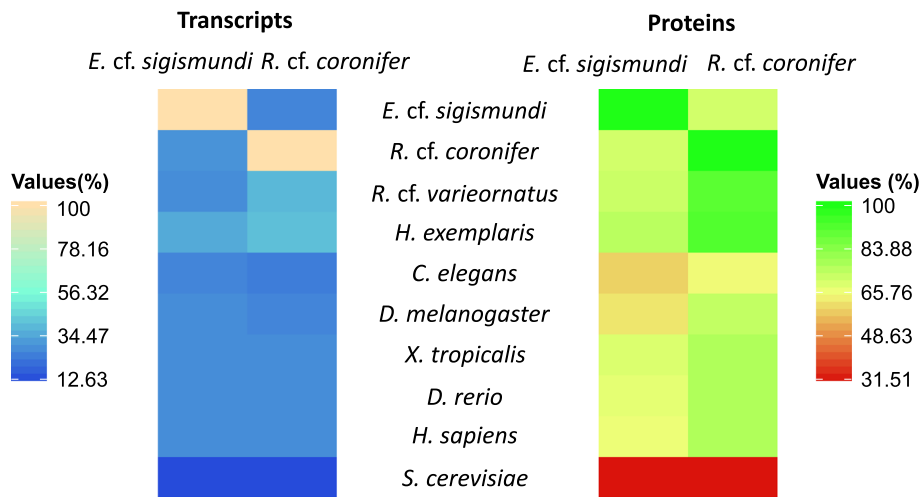 Transcripts
Proteins
E. cf. sigismundi R. cf. coronifer
E. cf. sigismundi R. cf. coronifer
E. cf. sigismundi
R. cf. coronifer
R. cf. varieornatus
H. exemplaris
C. elegans
D. melanogaster
X. tropicalis
D. rerio
H. sapiens
S. cerevisiae
Values(%)
100
78.16
56.32
34.47
12.63
Values (%)
100
83.88
65.76
48.63
31.51